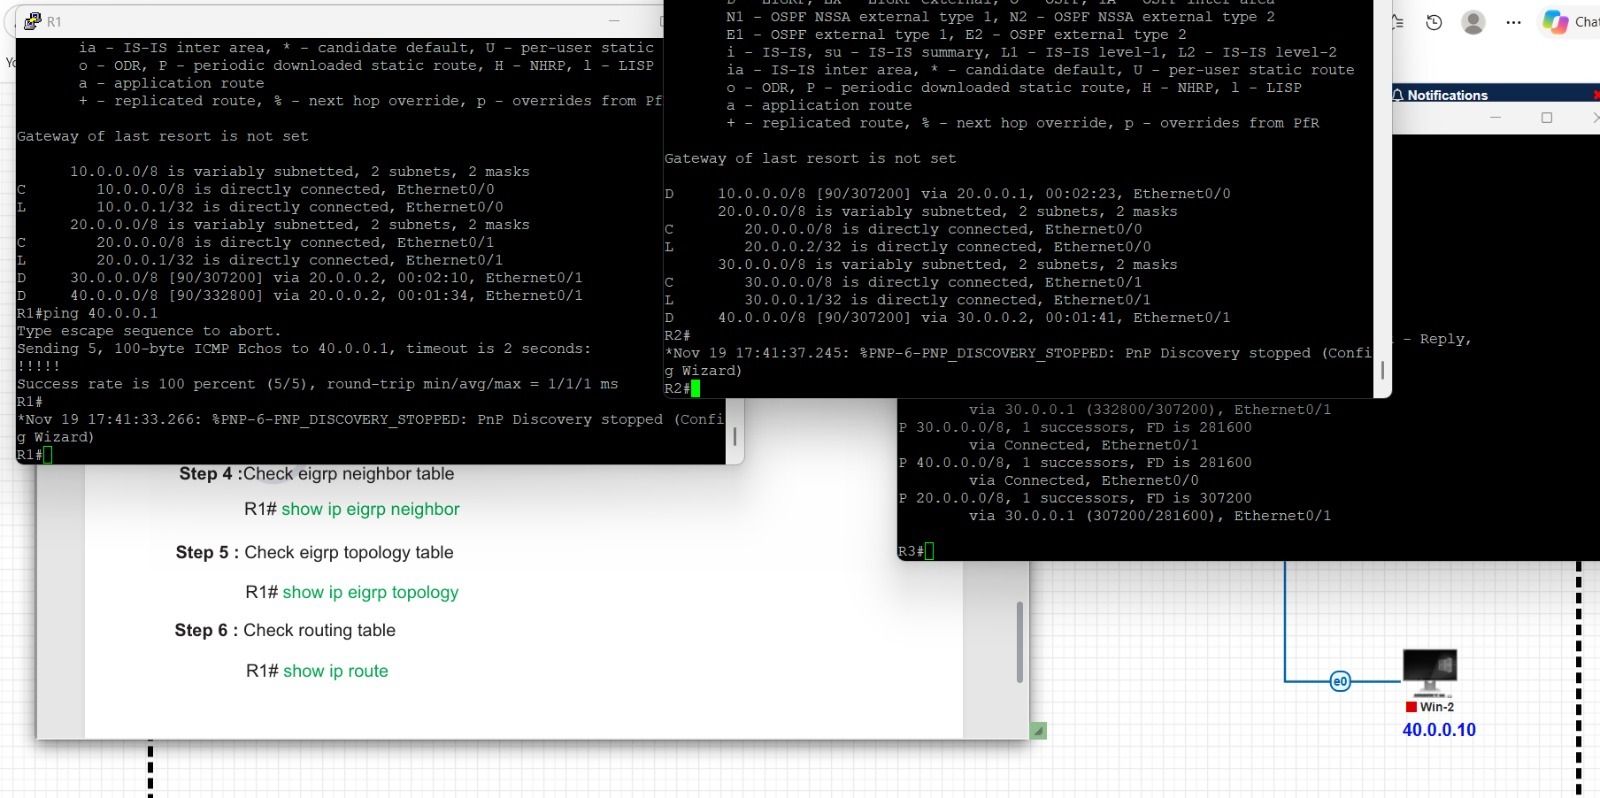 R1
ia - IS-IS inter area, * - candidate default, U - per-user static
o - ODR, P - periodic downloaded static route, H - NHRP, l - LISP
a - application route
+ - replicated route, % - next hop override, p - overrides from Pf
Gateway of last resort is not set
10.0.0.0/8 is variably subnetted, 2 subnets, 2 masks
C 10.0.0.0/8 is directly connected, Ethernet0/0
L 10.0.0.1/32 is directly connected, Ethernet0/0
20.0.0.0/8 is variably subnetted, 2 subnets, 2 masks
C 20.0.0.0/8 is directly connected, Ethernet0/1
L 20.0.0.1/32 is directly connected, Ethernet0/1
D 30.0.0.0/8 [90/307200] via 20.0.0.2, 00:02:10, Ethernet0/1
D 40.0.0.0/8 [90/332800] via 20.0.0.2, 00:01:34, Ethernet0/1
R1#ping 40.0.0.1
Type escape sequence to abort.
Sending 5, 100-byte ICMP Echos to 40.0.0.1, timeout is 2 seconds:
!!!!!
Success rate is 100 percent (5/5), round-trip min/avg/max = 1/1/1 ms
R1#
*Nov 19 17:41:33.266: %PNP-6-PNP_DISCOVERY_STOPPED: PnP Discovery stopped (Confi
g Wizard)
R1#
N1 - OSPF NSSA external type 1, N2 - OSPF NSSA external type 2
E1 - OSPF external type 1, E2 - OSPF external type 2
i - IS-IS, su - IS-IS summary, L1 - IS-IS level-1, L2 - IS-IS level-2
ia - IS-IS inter area, * - candidate default, U - per-user static route
o - ODR, P - periodic downloaded static route, H - NHRP, l - LISP
a - application route
+ - replicated route, % - next hop override, p - overrides from PfR
Gateway of last resort is not set
D 10.0.0.0/8 [90/307200] via 20.0.0.1, 00:02:23, Ethernet0/0
20.0.0.0/8 is variably subnetted, 2 subnets, 2 masks
C 20.0.0.0/8 is directly connected, Ethernet0/0
L 20.0.0.2/32 is directly connected, Ethernet0/0
30.0.0.0/8 is variably subnetted, 2 subnets, 2 masks
C 30.0.0.0/8 is directly connected, Ethernet0/1
L 30.0.0.1/32 is directly connected, Ethernet0/1
D 40.0.0.0/8 [90/307200] via 30.0.0.2, 00:01:41, Ethernet0/1
R2#
*Nov 19 17:41:37.245: %PNP-6-PNP_DISCOVERY_STOPPED: PnP Discovery stopped (Confi
g Wizard)
R2#
Chat
Notifications
- Reply,
via 30.0.0.1 (332800/307200), Ethernet0/1
P 30.0.0.0/8, 1 successors, FD is 281600
via Connected, Ethernet0/1
P 40.0.0.0/8, 1 successors, FD is 281600
via Connected, Ethernet0/0
P 20.0.0.0/8, 1 successors, FD is 307200
via 30.0.0.1 (307200/281600), Ethernet0/1
R3#
Step 4 :Check eigrp neighbor table
R1# show ip eigrp neighbor
Step 5 : Check eigrp topology table
R1# show ip eigrp topology
Step 6 : Check routing table
R1# show ip route
e0
Win-2
40.0.0.10